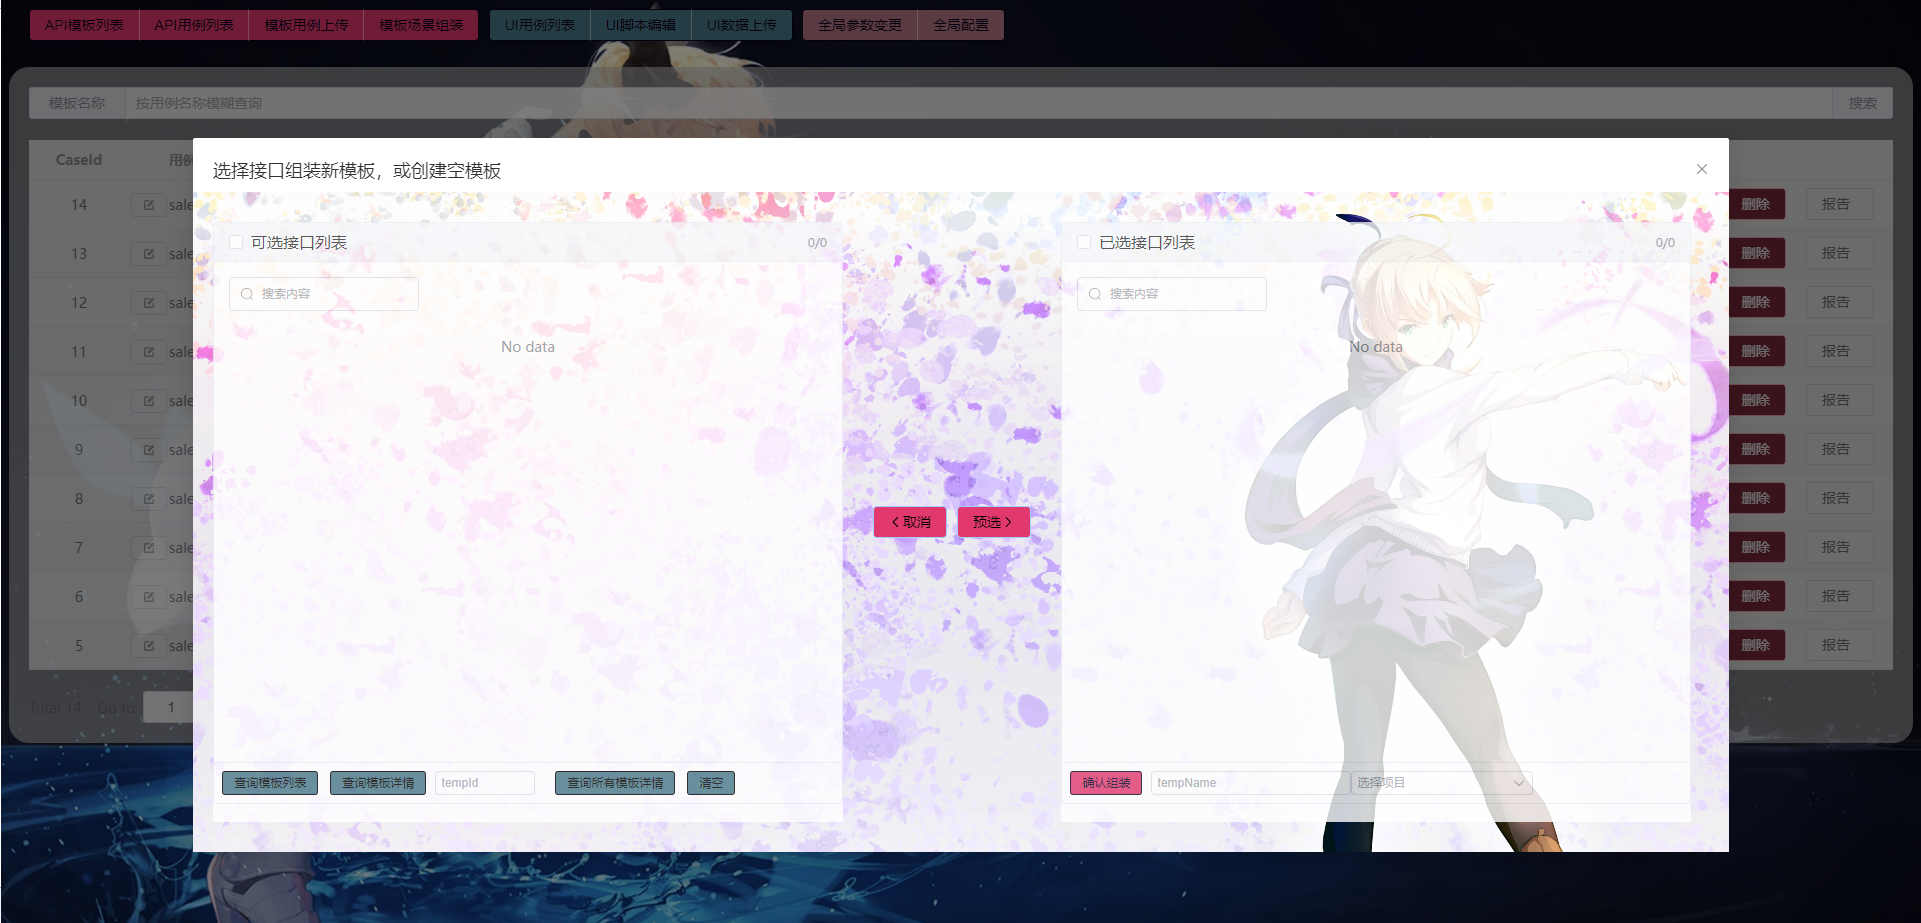 API模板列表 API用例列表 模板用例上传 模板场景组装 UI用例列表 UI脚本编辑 UI数据上传 全局参数变更 全局配置
模板名称 按用例名称模糊查询 搜索
CaseId 用例
选择接口组装新模板，或创建空模板
14 sale 删除 报告
可选接口列表 0/0 已选接口列表 0/0
13 sale 删除 报告
搜索内容 搜索内容
12 sale 删除 报告
No data No data
11 sale 删除 报告
10 sale 删除 报告
9 sale 删除 报告
8 sale 删除 报告
取消 预选
7 sale 删除 报告
6 sale 删除 报告
5 sale 删除 报告
Total 14 Go to 1
查询模板列表 查询模板详情 tempId 查询所有模板详情 清空 确认组装 tempName 选择项目